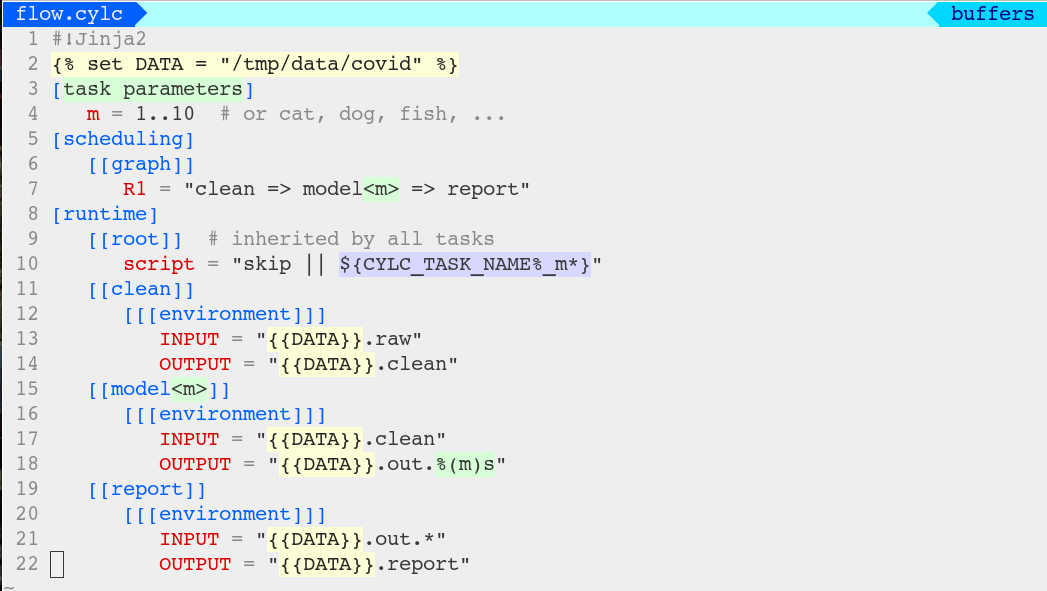 flow.cylc buffers
1 #!Jinja2
2 {% set DATA = "/tmp/data/covid" %}
3 [task parameters]
4    m = 1..10  # or cat, dog, fish, ...
5 [scheduling]
6    [[graph]]
7       R1 = "clean => model<m> => report"
8 [runtime]
9    [[root]]  # inherited by all tasks
10       script = "skip || ${CYLC_TASK_NAME%_m*}"
11    [[clean]]
12       [[[environment]]]
13          INPUT = "{{DATA}}.raw"
14          OUTPUT = "{{DATA}}.clean"
15    [[model<m>]]
16       [[[environment]]]
17          INPUT = "{{DATA}}.clean"
18          OUTPUT = "{{DATA}}.out.%(m)s"
19    [[report]]
20       [[[environment]]]
21          INPUT = "{{DATA}}.out.*"
22          OUTPUT = "{{DATA}}.report"
~